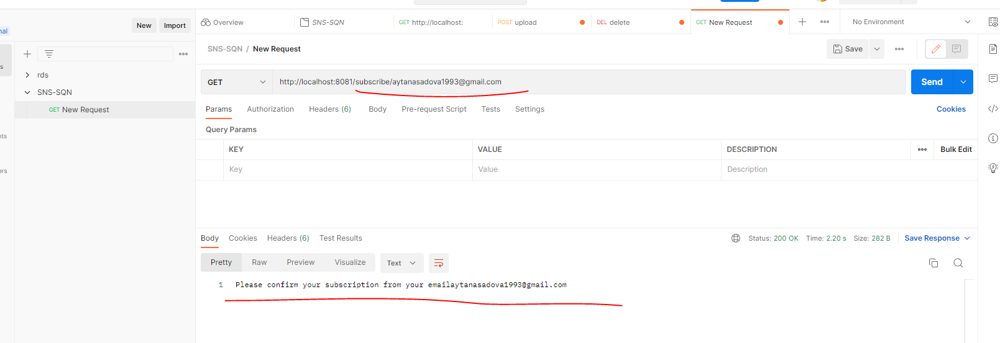 nal
New
Import
Overview
SNS-SQN
GET http://localhost:
POST upload
DEL delete
GET New Request
No Environment
SNS-SQN / New Request
Save
s
rds
GET
http://localhost:8081/subscribe/aytanasadova1993@gmail.com
Send
SNS-SQN
GET New Request
Params
Authorization
Headers (6)
Body
Pre-request Script
Tests
Settings
Cookies
Query Params
nts
KEY
VALUE
DESCRIPTION
Bulk Edit
ers
Key
Value
Description
Body
Cookies
Headers (6)
Test Results
Status: 200 OK
Time: 2.20 s
Size: 282 B
Save Response
Pretty
Raw
Preview
Visualize
Text
1 Please confirm your subscription from your emailaytanasadova1993@gmail.com